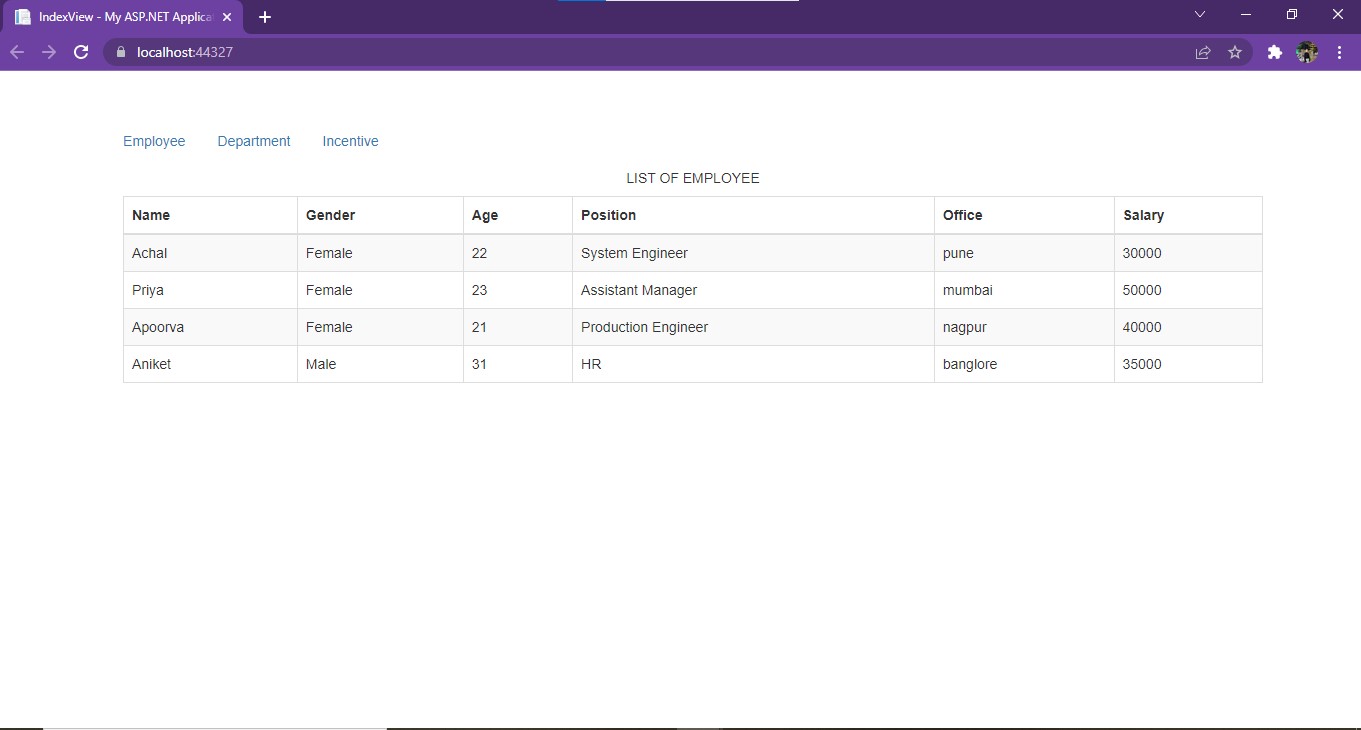 IndexView - My ASP.NET Applica
localhost:44327
Employee Department Incentive
LIST OF EMPLOYEE
Name Gender Age Position Office Salary
Achal Female 22 System Engineer pune 30000
Priya Female 23 Assistant Manager mumbai 50000
Apoorva Female 21 Production Engineer nagpur 40000
Aniket Male 31 HR banglore 35000